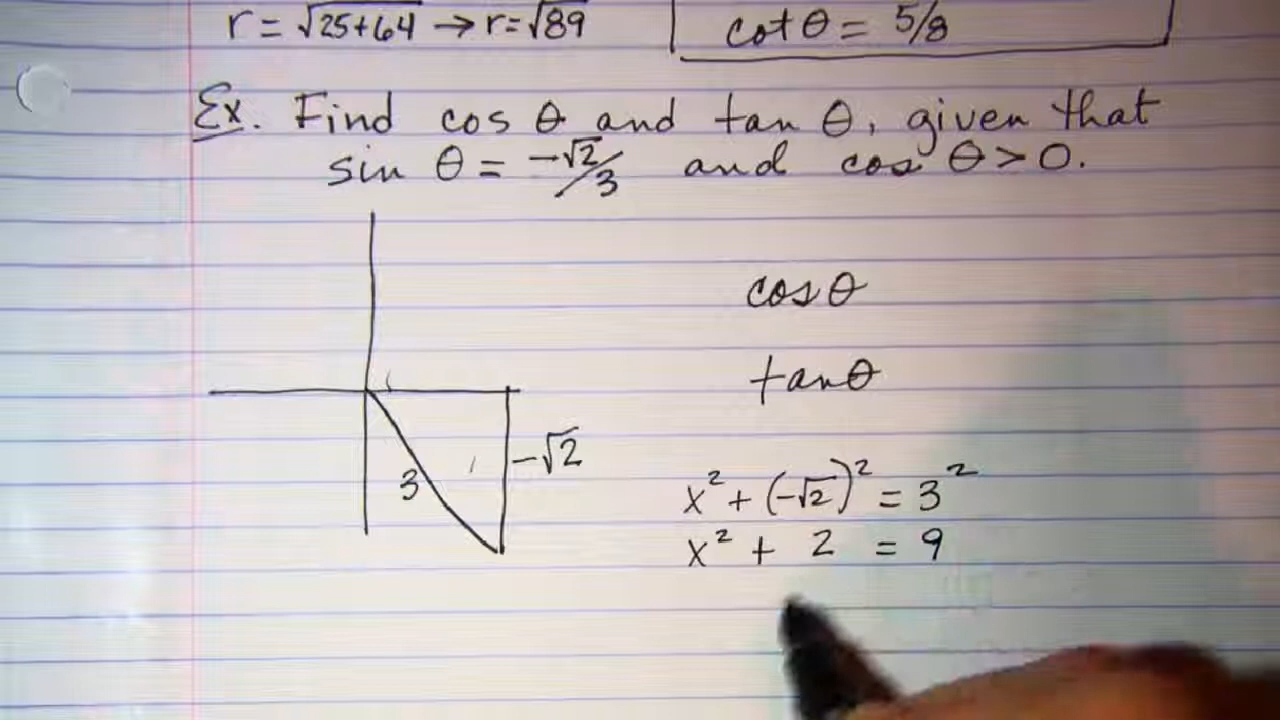 r = √25+64 → r=√89
cot θ = 5/8
Ex. Find cos θ and tan θ, given that
sin θ = -√2/3 and cos θ > 0.
cos θ
tan θ
3
-√2
x² + (-√2)² = 3²
x² + 2 = 9